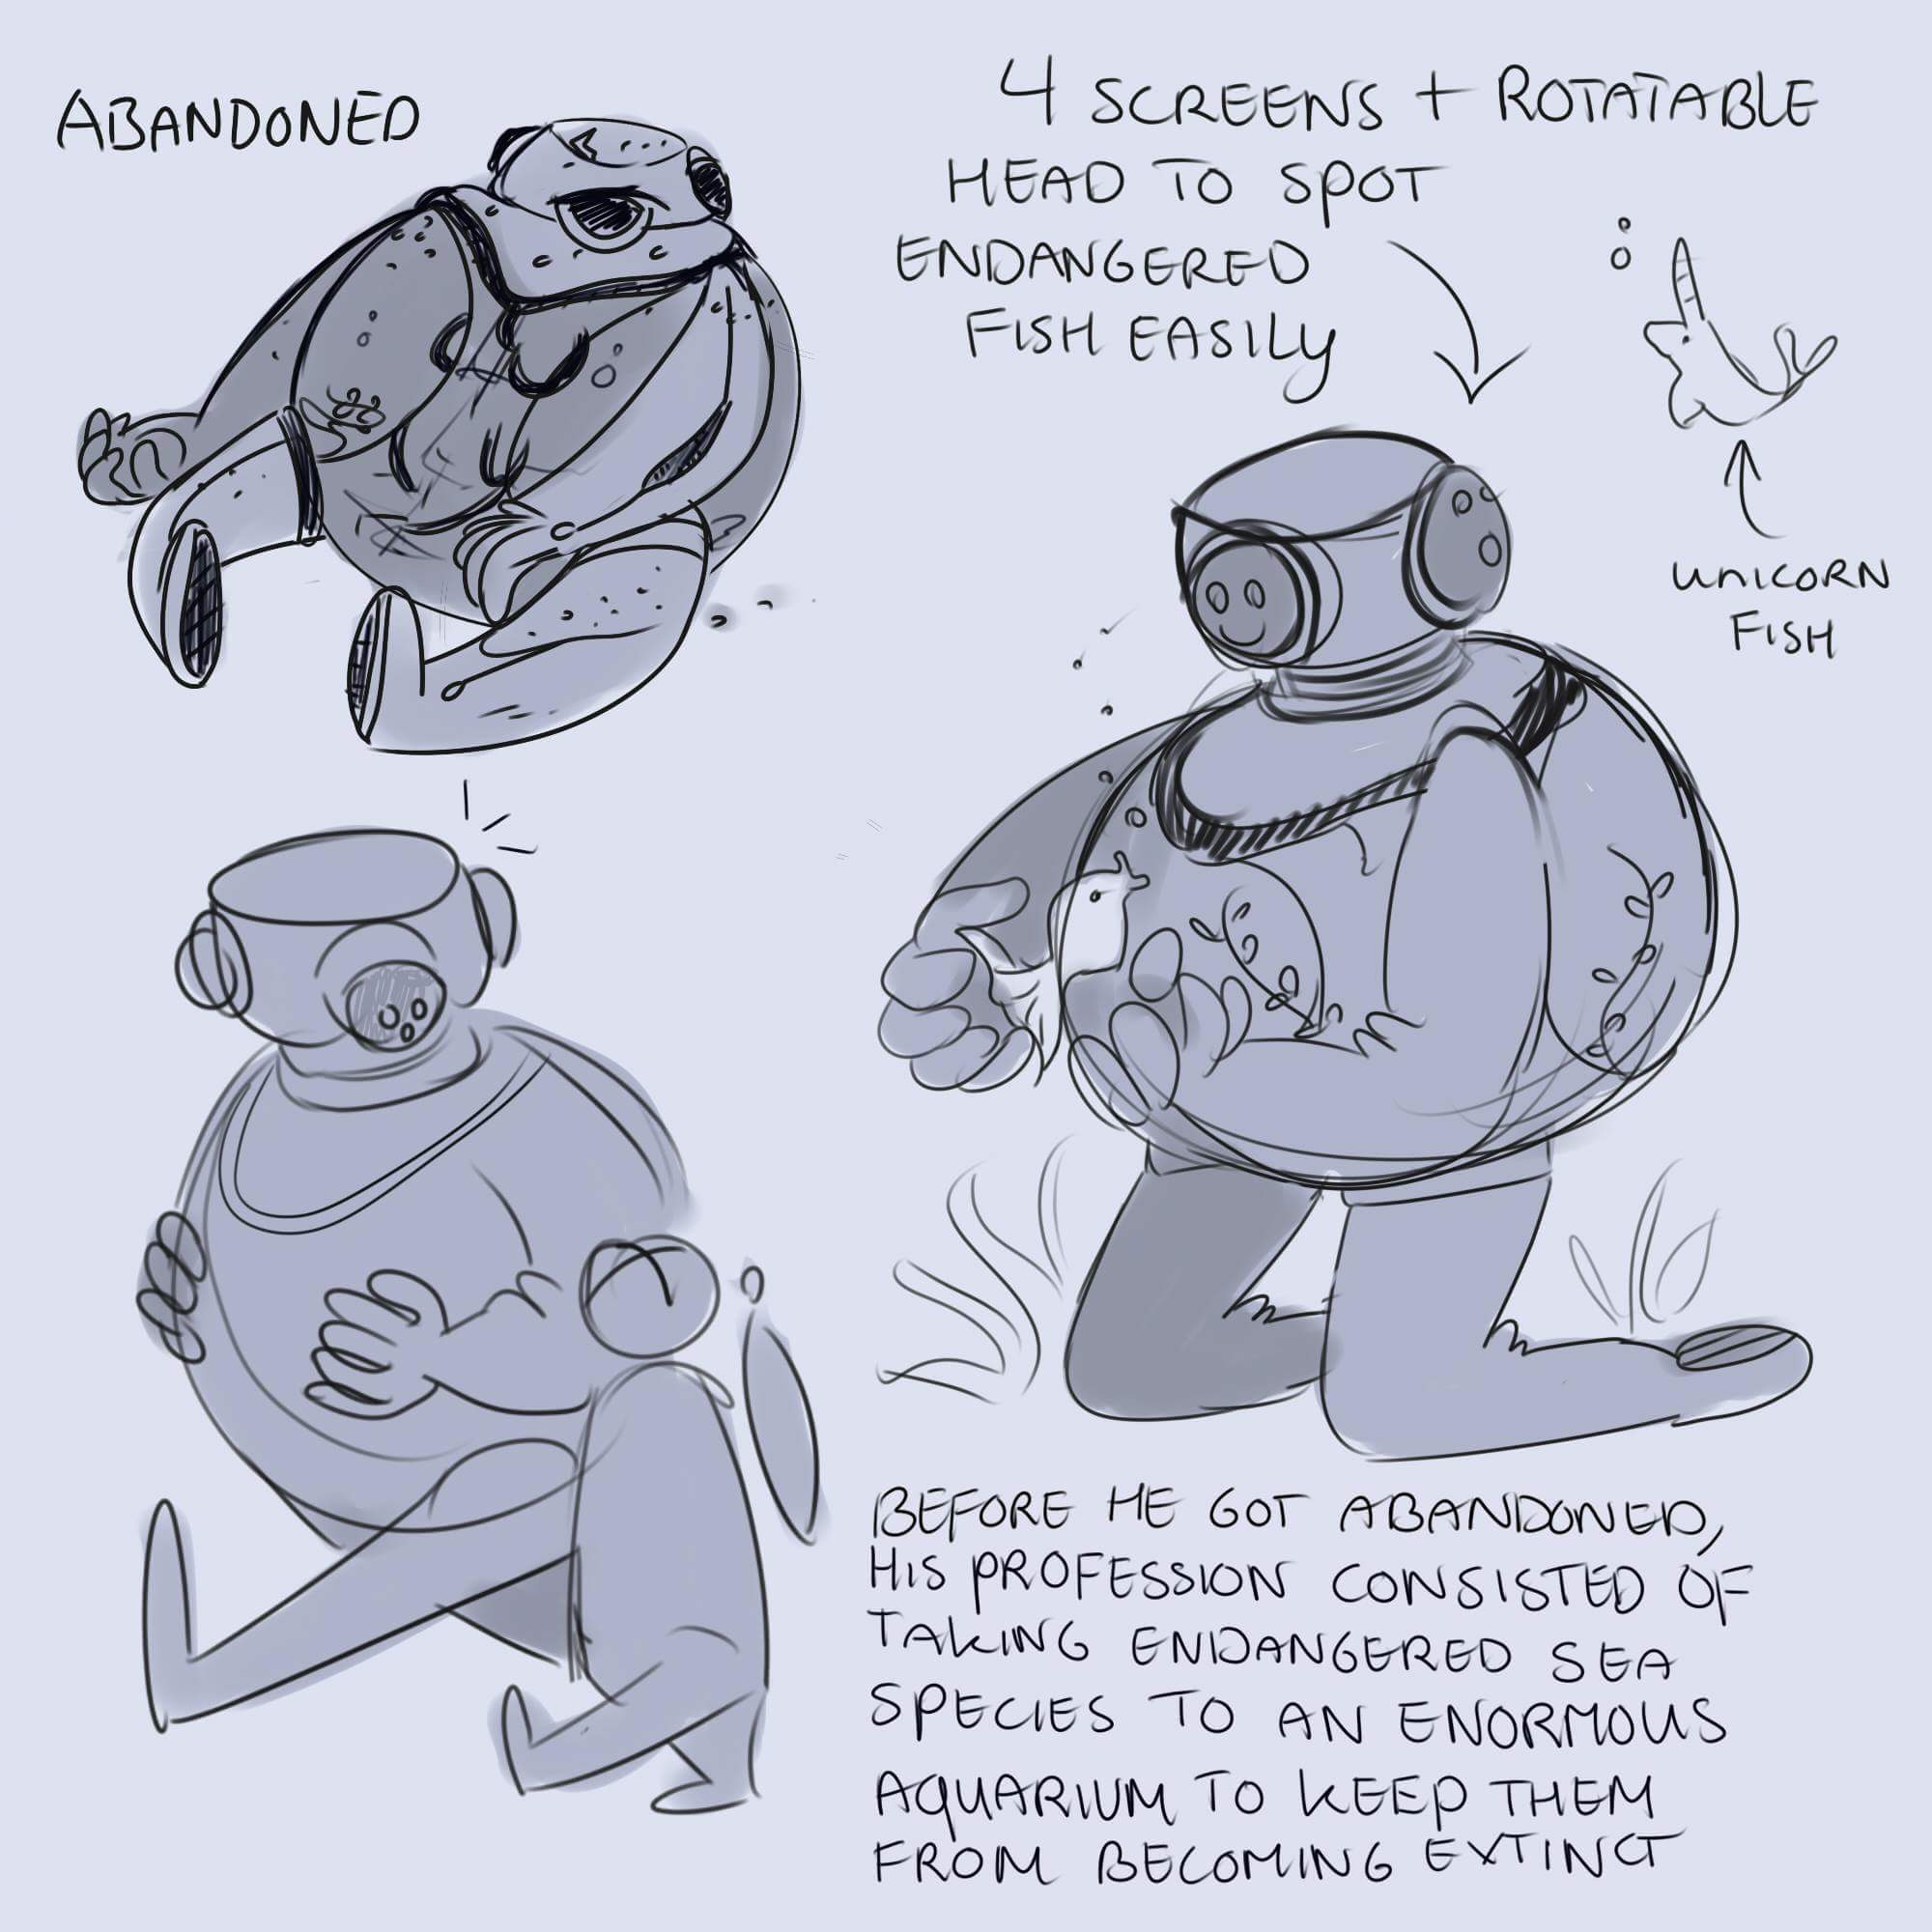 ABANDONED
4 SCREENS + ROTATABLE
HEAD TO SPOT
ENDANGERED
FISH EASILY
UNICORN
FISH
BEFORE HE GOT ABANDONED,
HIS PROFESSION CONSISTED OF
TAKING ENDANGERED SEA
SPECIES TO AN ENORMOUS
AQUARIUM TO KEEP THEM
FROM BECOMING EXTINCT